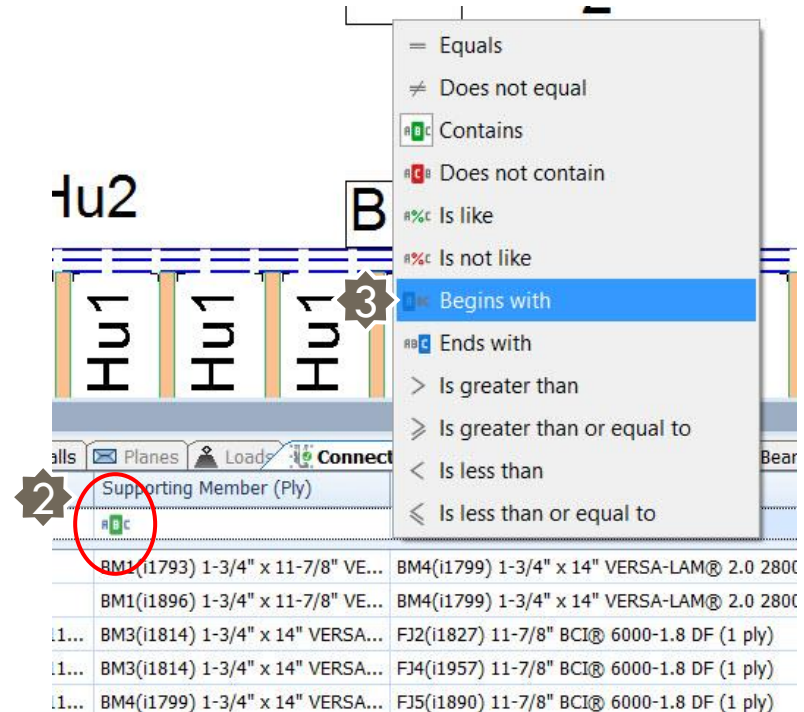 Equals
Does not equal
Contains
Does not contain
Is like
Is not like
Begins with
Ends with
Is greater than
Is greater than or equal to
Is less than
Is less than or equal to
Hu2
B
Hu1
Hu1
Hu1
3
alls Planes Loads Connect Bear
2
Supporting Member (Ply)
ABC
BM1(i1793) 1-3/4" x 11-7/8" VE... BM4(i1799) 1-3/4" x 14" VERSA-LAM® 2.0 2800
BM1(i1896) 1-3/4" x 11-7/8" VE... BM4(i1799) 1-3/4" x 14" VERSA-LAM® 2.0 2800
11... BM3(i1814) 1-3/4" x 14" VERSA... FJ2(i1827) 11-7/8" BCI® 6000-1.8 DF (1 ply)
11... BM3(i1814) 1-3/4" x 14" VERSA... FJ4(i1957) 11-7/8" BCI® 6000-1.8 DF (1 ply)
11... BM4(i1799) 1-3/4" x 14" VERSA... FJ5(i1890) 11-7/8" BCI® 6000-1.8 DF (1 ply)